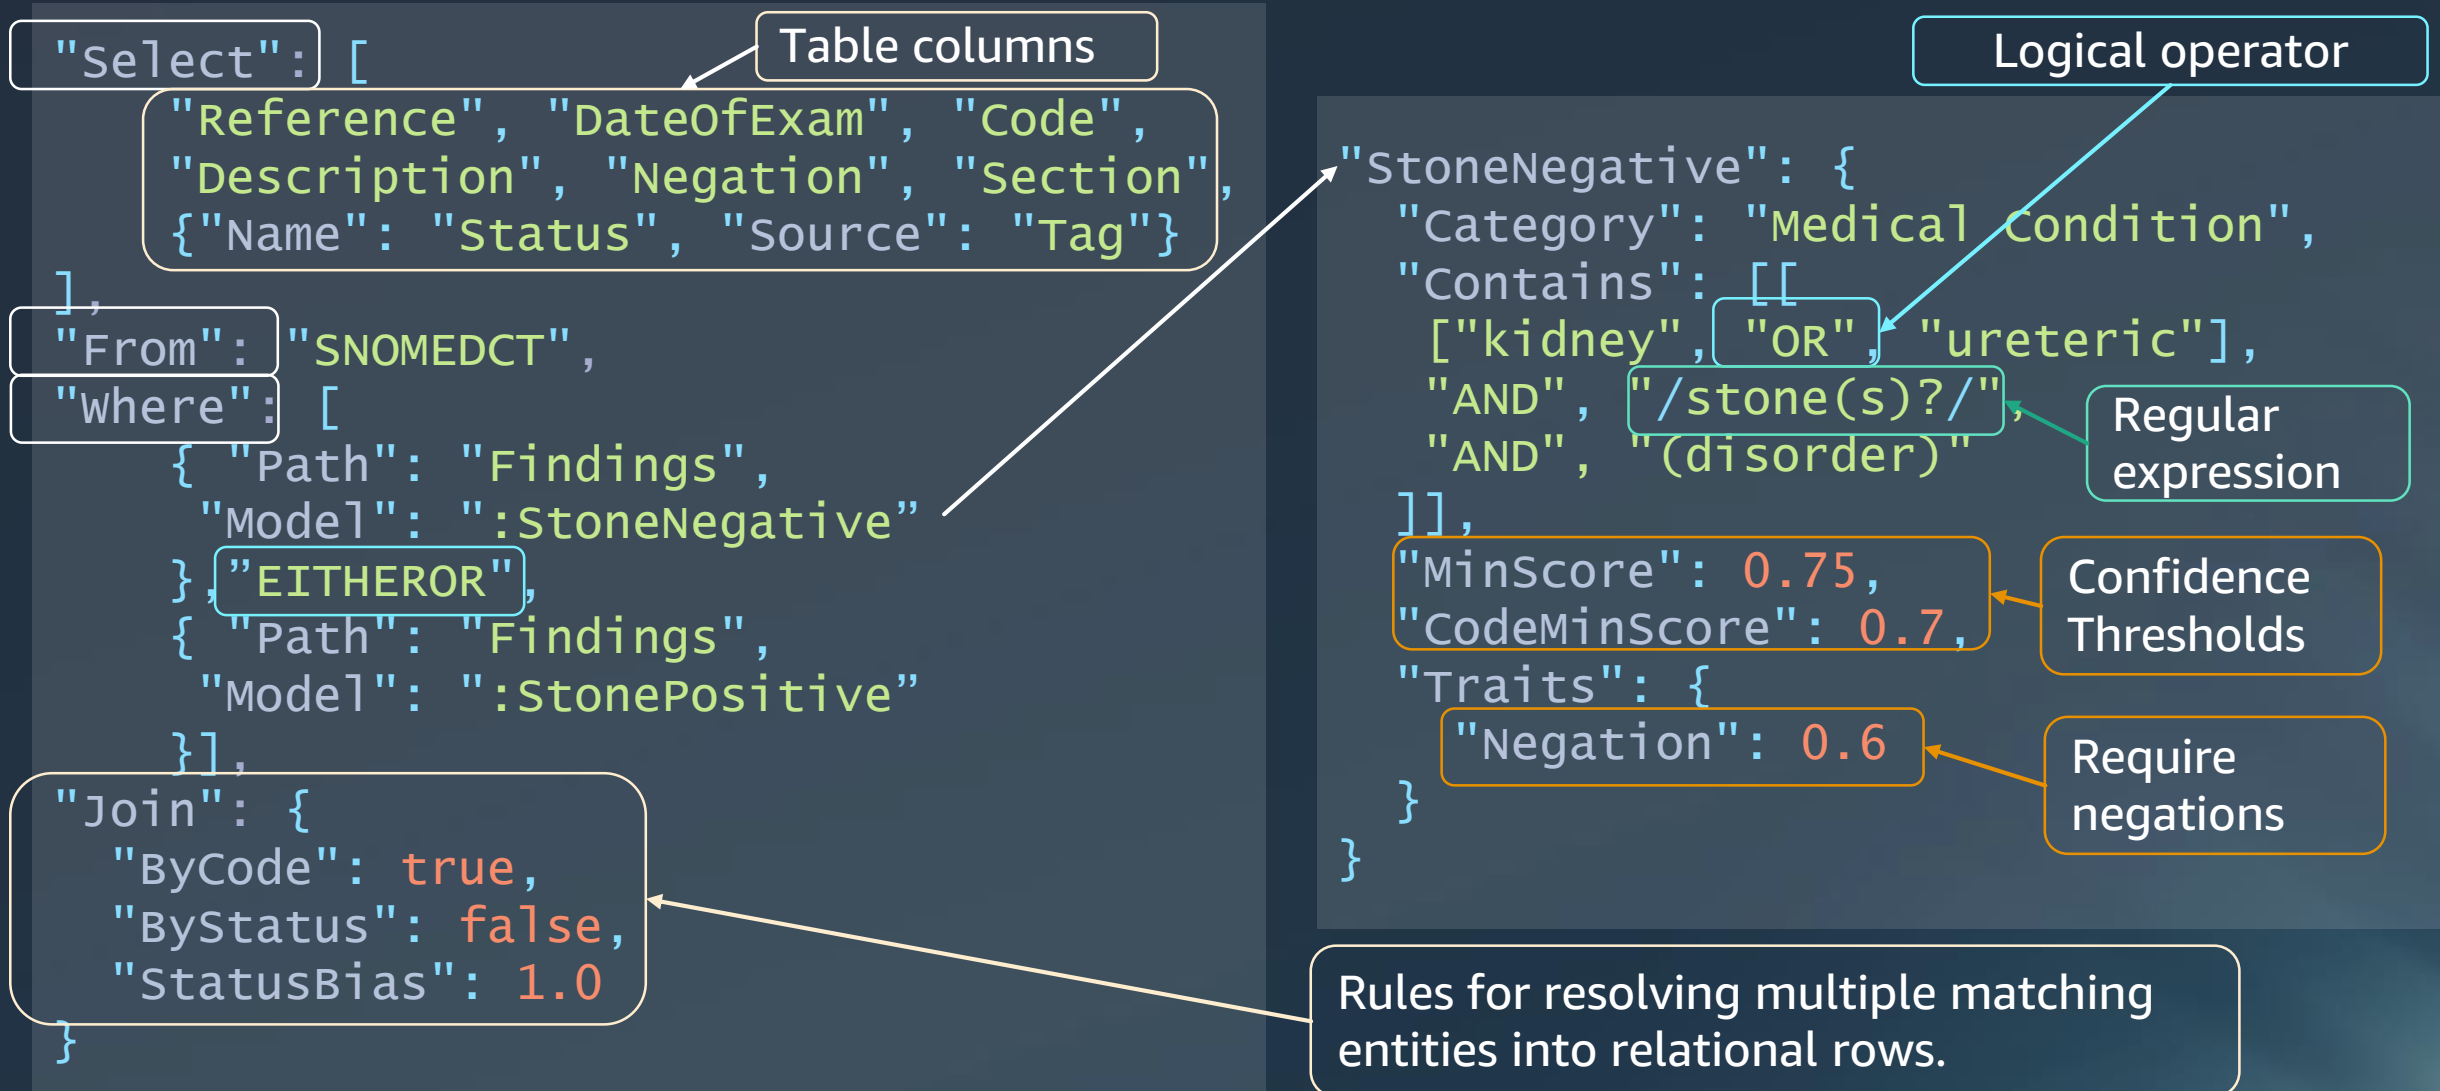 "Select": [
"Reference", "DateOfExam", "Code",
"Description", "Negation", "Section",
{"Name": "Status", "Source": "Tag"}
],
"From": "SNOMEDCT",
"Where": [
{ "Path": "Findings",
"Model": ":StoneNegative”
},”EITHEROR",
{ "Path": "Findings",
"Model": ":StonePositive”
}],
"Join": {
"ByCode": true,
"ByStatus": false,
"StatusBias": 1.0
}
Table columns
Logical operator
"StoneNegative": {
"Category": "Medical Condition",
"Contains": [[
["kidney", "OR", "ureteric"],
"AND", "/stone(s)?/",
"AND", "(disorder)"
]],
"MinScore": 0.75,
"CodeMinScore": 0.7,
"Traits": {
"Negation": 0.6
}
}
Regular
expression
Confidence
Thresholds
Require
negations
Rules for resolving multiple matching
entities into relational rows.